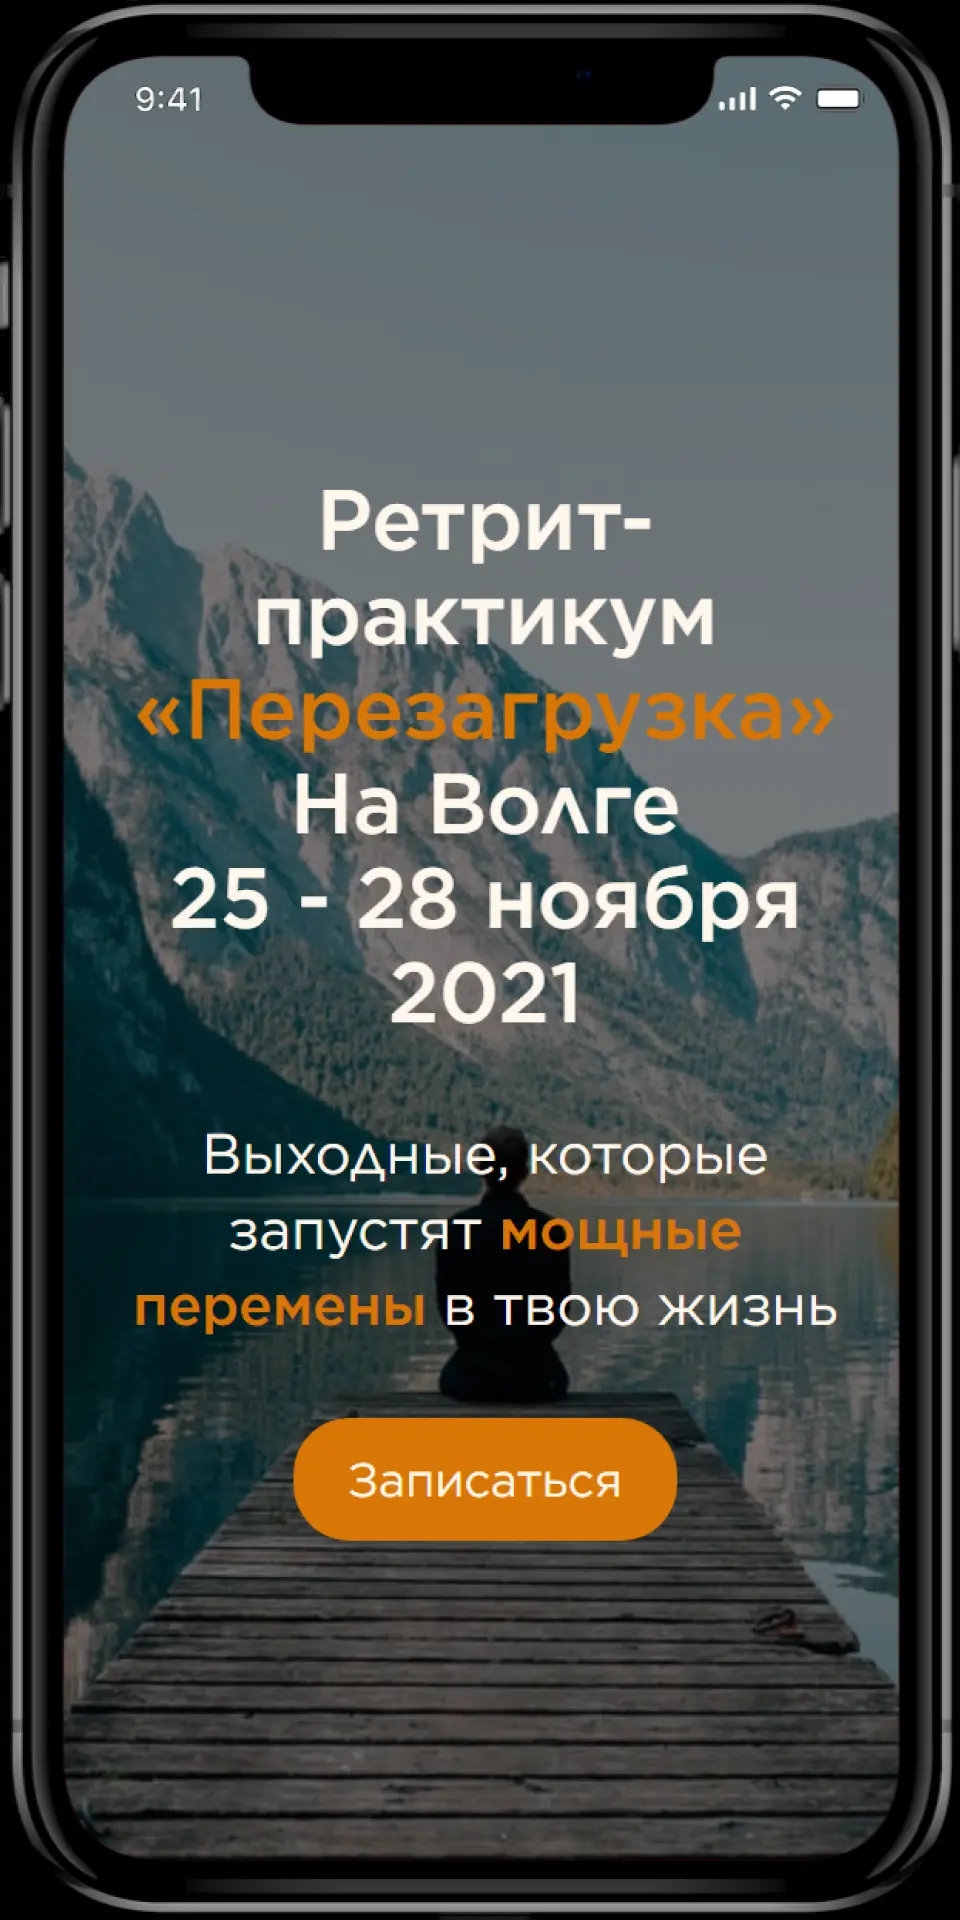 9:41
Ретрит-
практикум
«Перезагрузка»
На Волге
25 - 28 ноября
2021
Выходные, которые
запустят мощные
перемены в твою жизнь
Записаться